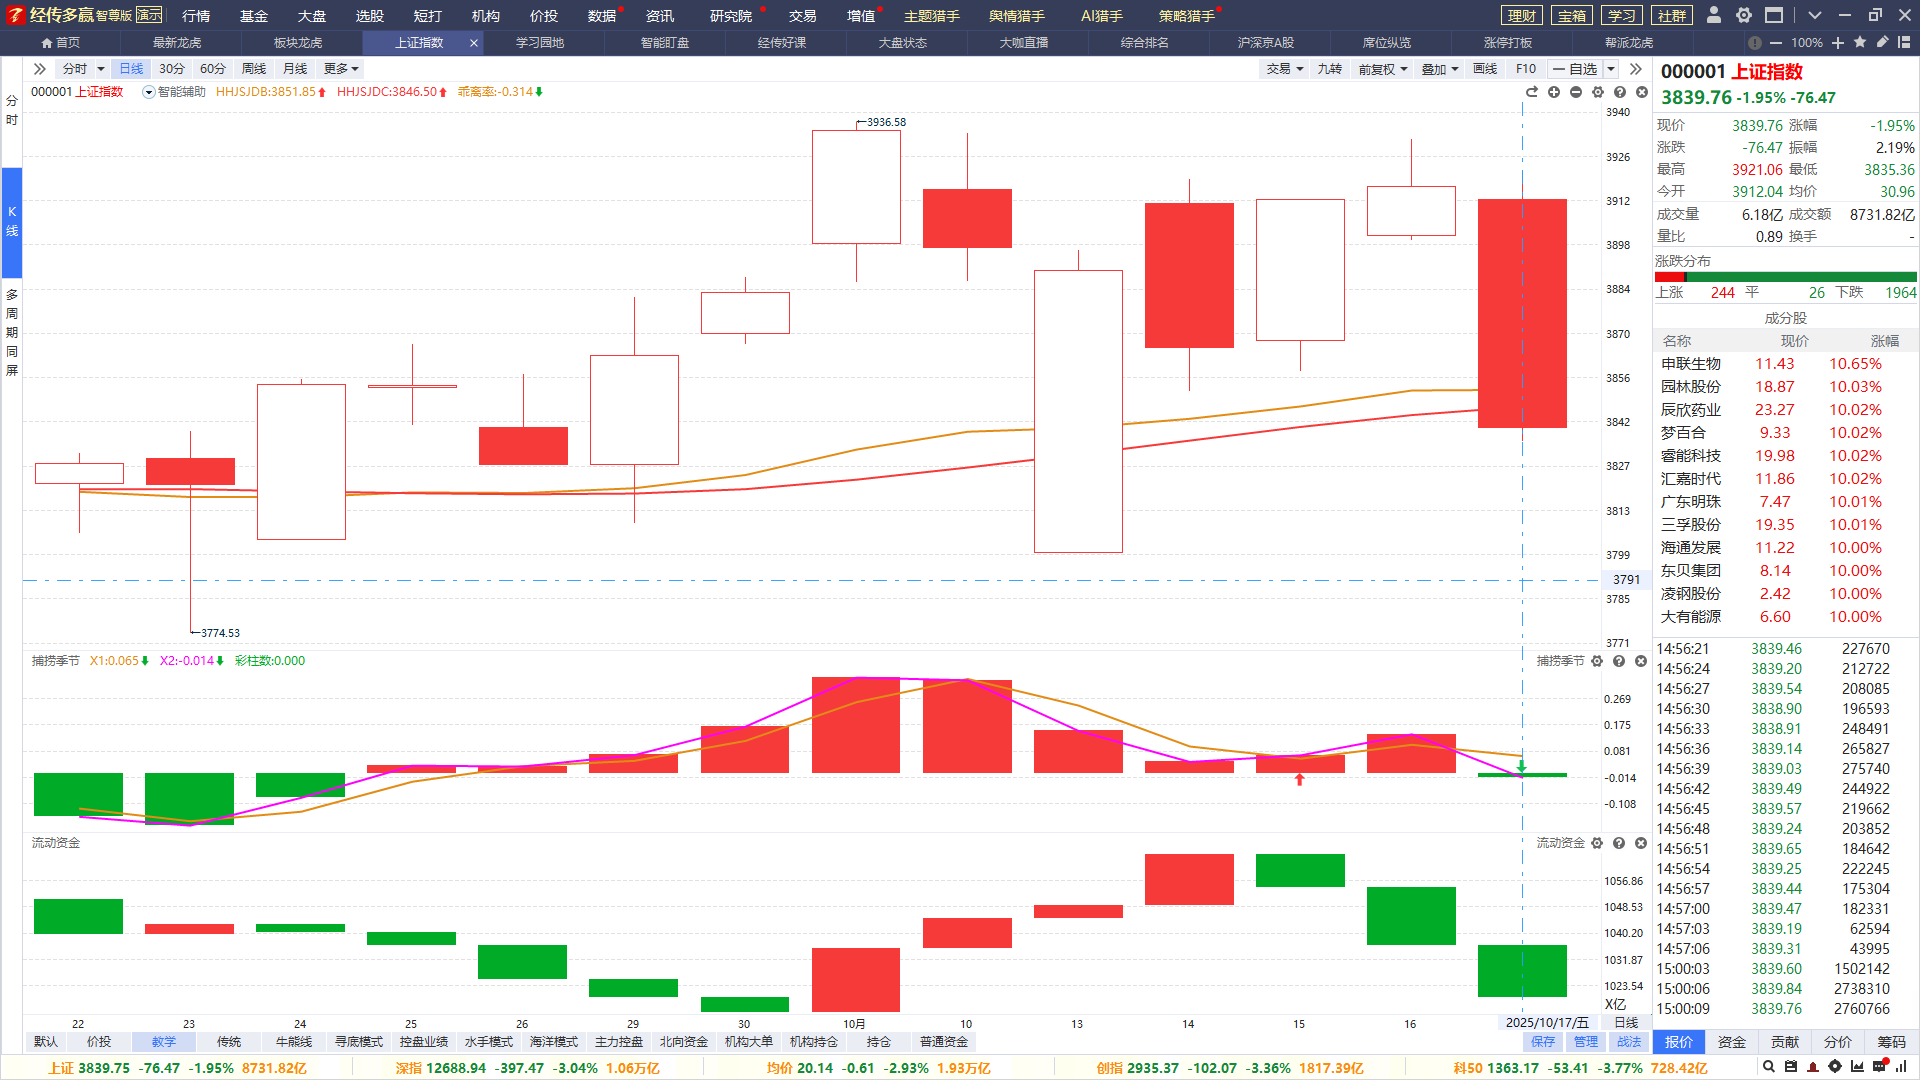 经传多赢 智尊版 演示 行情 基金 大盘 选股 短打 机构 价投 数据 资讯 研究院 交易 增值 主题猎手 舆情猎手 AI猎手 策略猎手 理财 宝箱 学习 社群
首页 最新龙虎 板块龙虎 上证指数 × 学习园地 智能盯盘 经传好课 大盘状态 大咖直播 综合排名 沪深京A股 席位纵览 涨停打板 帮派龙虎 100%
分时 日线 30分 60分 周线 月线 更多 交易 九转 前复权 叠加 画线 F10 自选
000001 上证指数 智能辅助 HHJSJDB:3851.85 HHJSJDC:3846.50 乖离率:-0.314
分时
K线
多周期同屏
3940
3926
3912
3898
3884
3870
3856
3842
3827
3813
3799
3791
3785
3771
←3936.58
←3774.53
捕捞季节 X1:0.065 X2:-0.014 彩柱数:0.000 捕捞季节
0.269
0.175
0.081
-0.014
-0.108
流动资金 流动资金
1056.86
1048.53
1040.20
1031.87
1023.54
X亿
22 23 24 25 26 29 30 10月 10 13 14 15 16 2025/10/17/五 日线
默认 价投 教学 传统 牛能线 寻底模式 控盘业绩 水手模式 海洋模式 主力控盘 北向资金 机构大单 机构持仓 持仓 普通资金 保存 管理 战法
000001 上证指数
3839.76 -1.95% -76.47
现价 3839.76 涨幅 -1.95%
涨跌 -76.47 振幅 2.19%
最高 3921.06 最低 3835.36
今开 3912.04 均价 30.96
成交量 6.18亿 成交额 8731.82亿
量比 0.89 换手 -
涨跌分布
上涨 244 平 26 下跌 1964
成分股
名称 现价 涨幅
申联生物 11.43 10.65%
园林股份 18.87 10.03%
辰欣药业 23.27 10.02%
梦百合 9.33 10.02%
睿能科技 19.98 10.02%
汇嘉时代 11.86 10.02%
广东明珠 7.47 10.01%
三孚股份 19.35 10.01%
海通发展 11.22 10.00%
东贝集团 8.14 10.00%
凌钢股份 2.42 10.00%
大有能源 6.60 10.00%
14:56:21 3839.46 227670
14:56:24 3839.20 212722
14:56:27 3839.54 208085
14:56:30 3838.90 196593
14:56:33 3838.91 248491
14:56:36 3839.14 265827
14:56:39 3839.03 275740
14:56:42 3839.49 244922
14:56:45 3839.57 219662
14:56:48 3839.24 203852
14:56:51 3839.65 184642
14:56:54 3839.25 222245
14:56:57 3839.44 175304
14:57:00 3839.47 182331
14:57:03 3839.19 62594
14:57:06 3839.31 43995
15:00:03 3839.60 1502142
15:00:06 3839.84 2738310
15:00:09 3839.76 2760766
报价 资金 贡献 分价 筹码
上证 3839.75 -76.47 -1.95% 8731.82亿 深指 12688.94 -397.47 -3.04% 1.06万亿 均价 20.14 -0.61 -2.93% 1.93万亿 创指 2935.37 -102.07 -3.36% 1817.39亿 科50 1363.17 -53.41 -3.77% 728.42亿